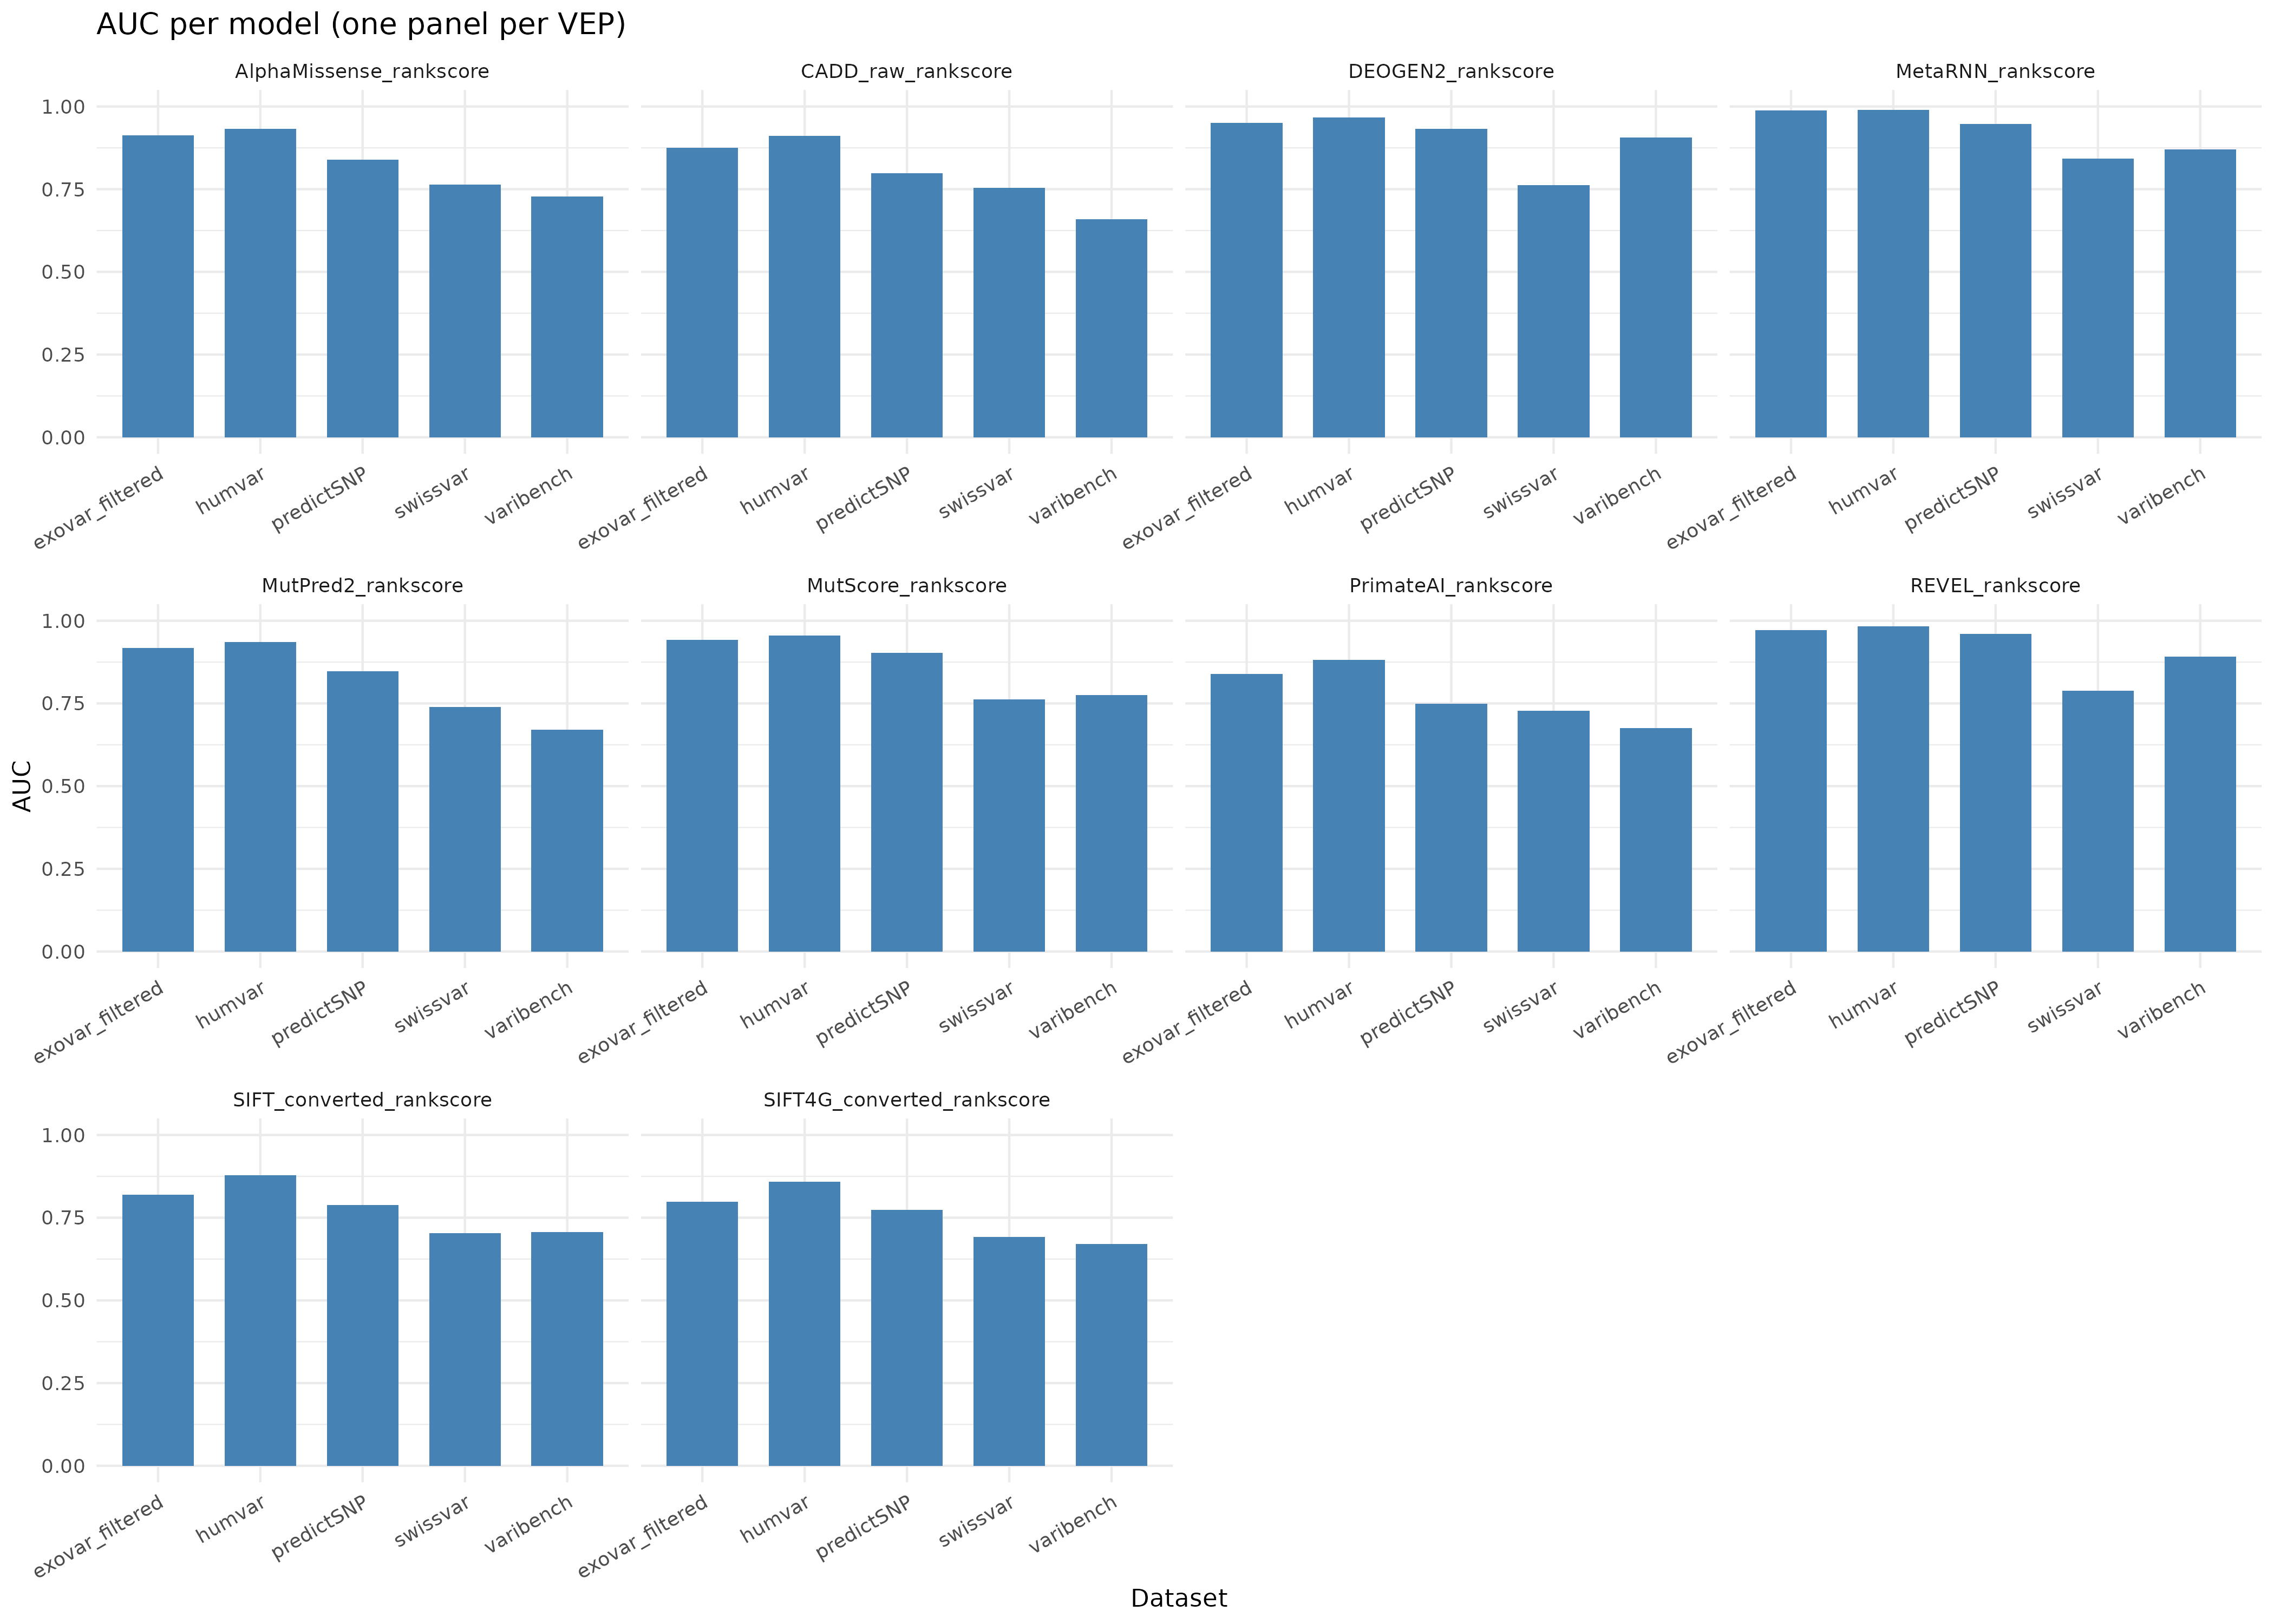 AUC per model (one panel per VEP)
AlphaMissense_rankscore
CADD_raw_rankscore
DEOGEN2_rankscore
MetaRNN_rankscore
1.00
0.75
0.50
0.25
0.00
exovar_filtered
humvar
predictSNP
swissvar
varibench
exovar_filtered
humvar
predictSNP
swissvar
varibench
exovar_filtered
humvar
predictSNP
swissvar
varibench
exovar_filtered
humvar
predictSNP
swissvar
varibench
MutPred2_rankscore
MutScore_rankscore
PrimateAI_rankscore
REVEL_rankscore
AUC
1.00
0.75
0.50
0.25
0.00
exovar_filtered
humvar
predictSNP
swissvar
varibench
exovar_filtered
humvar
predictSNP
swissvar
varibench
exovar_filtered
humvar
predictSNP
swissvar
varibench
exovar_filtered
humvar
predictSNP
swissvar
varibench
SIFT_converted_rankscore
SIFT4G_converted_rankscore
1.00
0.75
0.50
0.25
0.00
exovar_filtered
humvar
predictSNP
swissvar
varibench
exovar_filtered
humvar
predictSNP
swissvar
varibench
Dataset